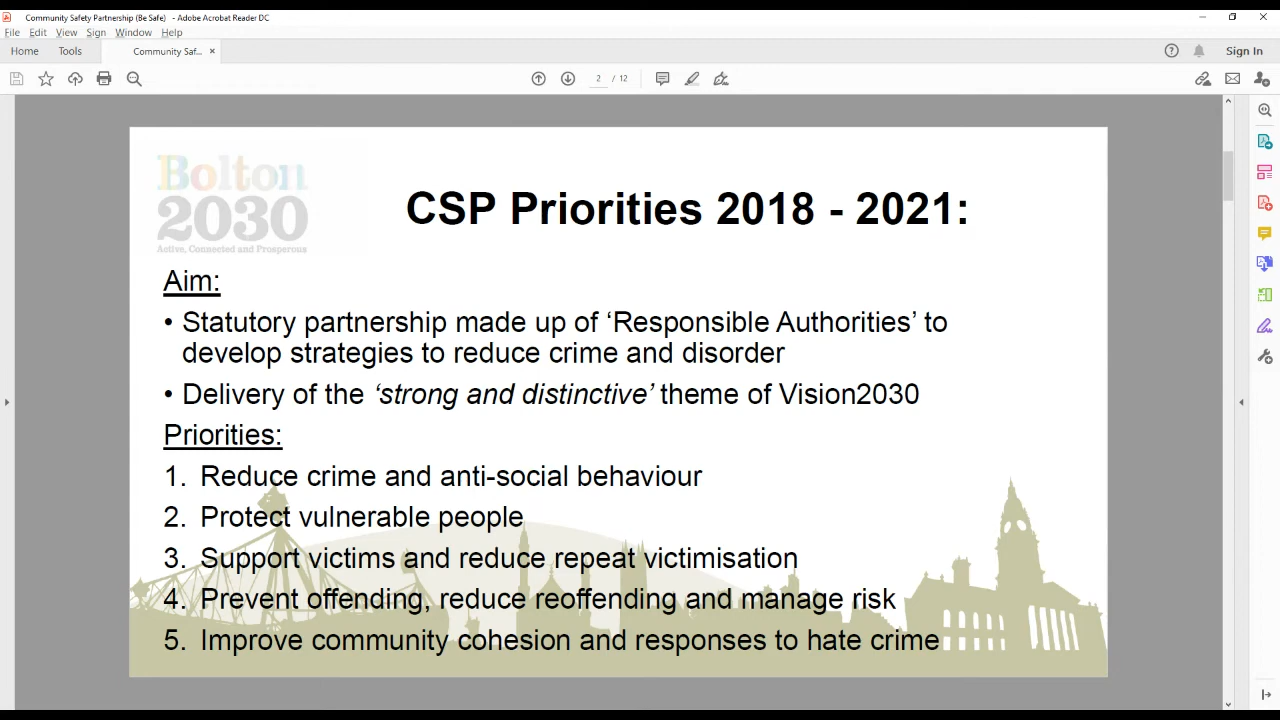 Community Safety Partnership (Be Safe) - Adobe Acrobat Reader DC
File Edit View Sign Window Help
Home Tools Community Saf... × Sign In
2 / 12
Bolton
2030
Active, Connected and Prosperous
CSP Priorities 2018 - 2021:
Aim:
• Statutory partnership made up of ‘Responsible Authorities’ to
develop strategies to reduce crime and disorder
• Delivery of the ‘strong and distinctive’ theme of Vision2030
Priorities:
1. Reduce crime and anti-social behaviour
2. Protect vulnerable people
3. Support victims and reduce repeat victimisation
4. Prevent offending, reduce reoffending and manage risk
5. Improve community cohesion and responses to hate crime